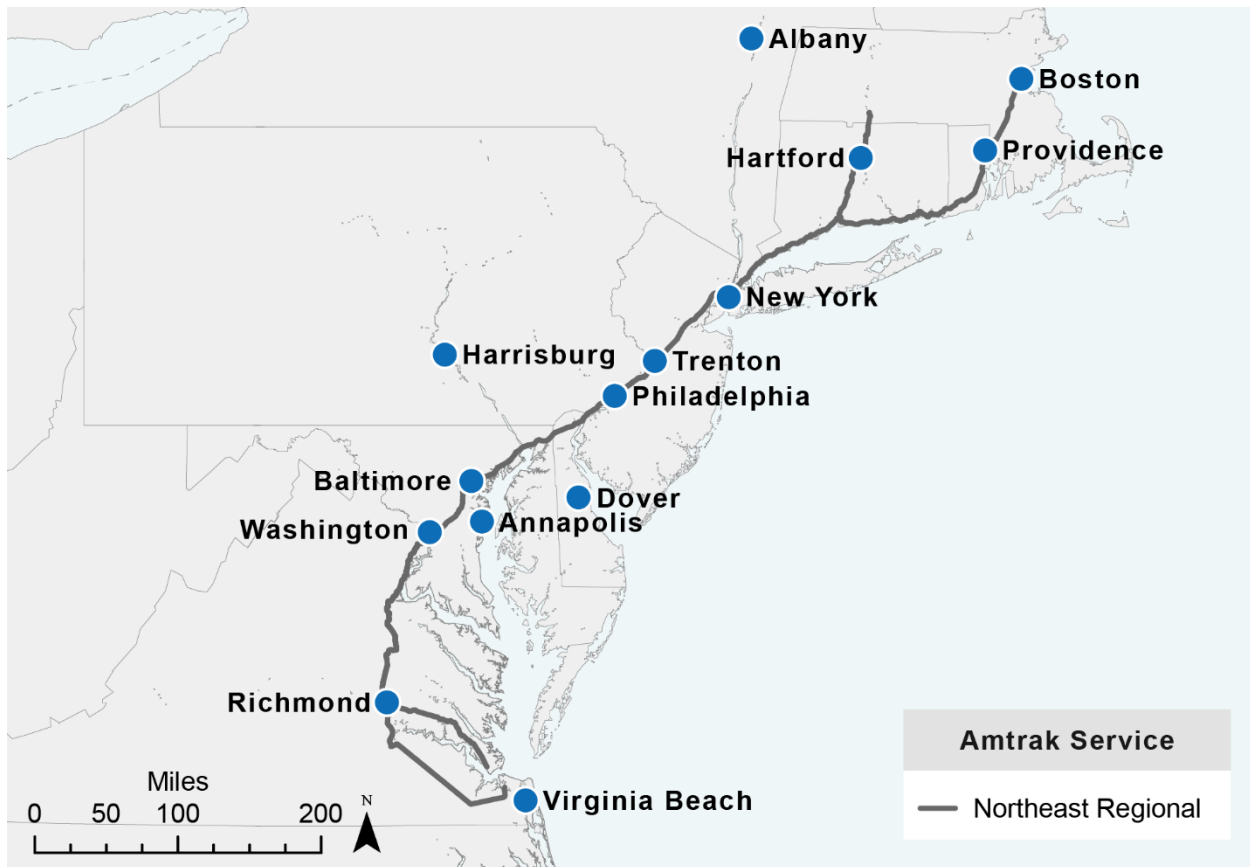 Albany
Boston
Hartford
Providence
New York
Harrisburg
Trenton
Philadelphia
Baltimore
Dover
Washington
Annapolis
Richmond
Virginia Beach
Amtrak Service
Northeast Regional
Miles
0 50 100 200
N